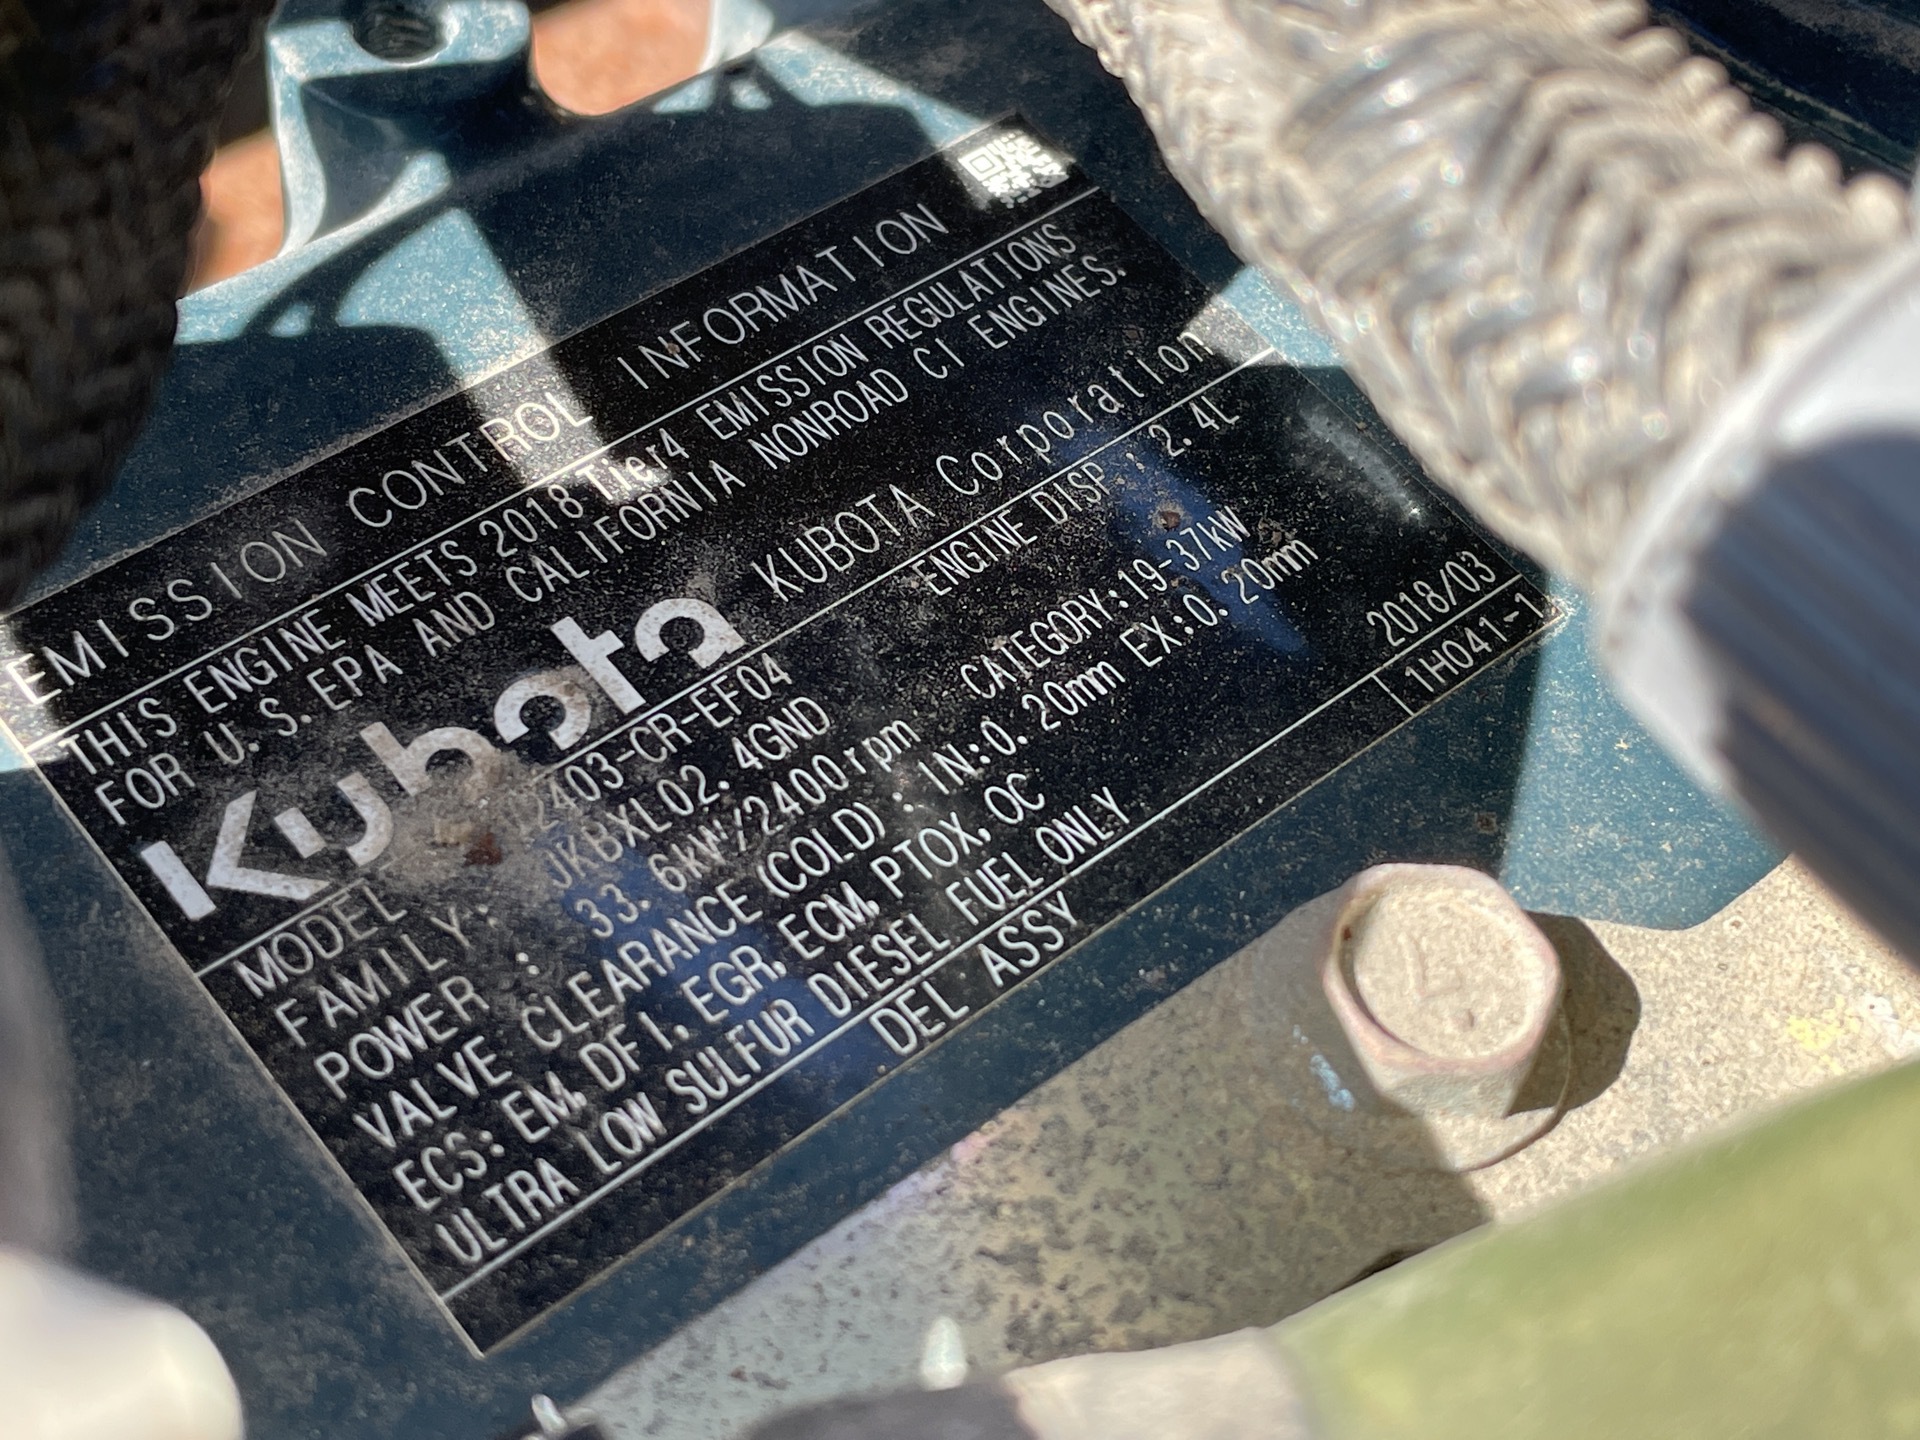 EMISSION CONTROL INFORMATION
THIS ENGINE MEETS 2018 Tier4 EMISSION REGULATIONS
FOR U.S.EPA AND CALIFORNIA NONROAD CI ENGINES.
Kubota KUBOTA Corporation
MODEL 2403-CR-EF04 ENGINE DISP : 2.4L
FAMILY: JKBXL02.4GND
POWER : 33.6kW/2400rpm CATEGORY:19-37kW
VALVE CLEARANCE (COLD) : IN:0.20mm EX:0.20mm
ECS: EM, DFI, EGR, ECM, PTOX, OC
ULTRA LOW SULFUR DIESEL FUEL ONLY
2018/03
DEL ASSY
1H041-1